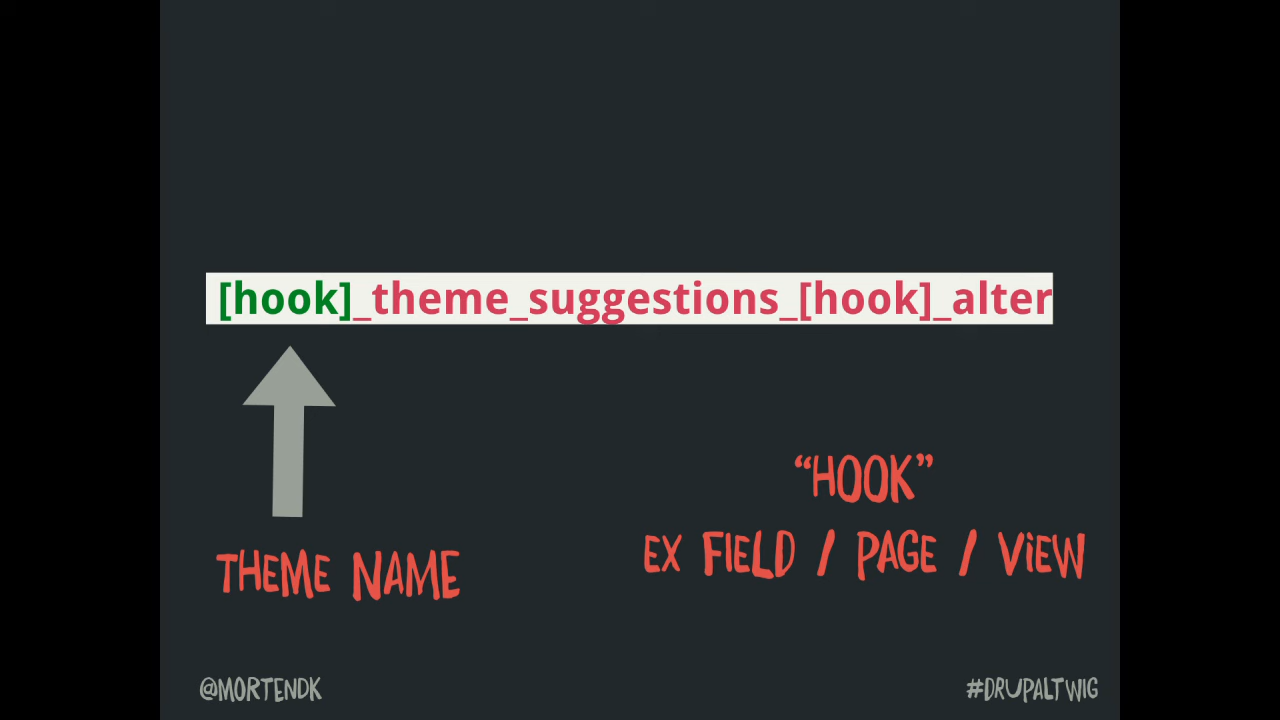 [hook]_theme_suggestions_[hook]_alter
“HOOK”
THEME NAME
EX FIELD / PAGE / ViEW
@MORTENDK
#DRUPALTWIG